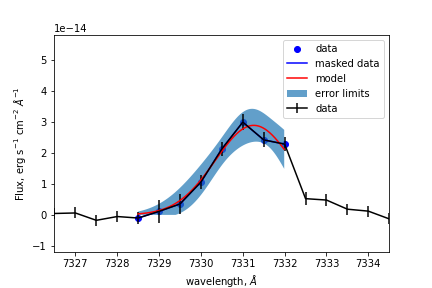 1e−14
data
masked data
model
error limits
data
5
4
3
2
1
0
−1
Flux, erg s⁻¹ cm⁻² Å⁻¹
7327 7328 7329 7330 7331 7332 7333 7334
wavelength, Å